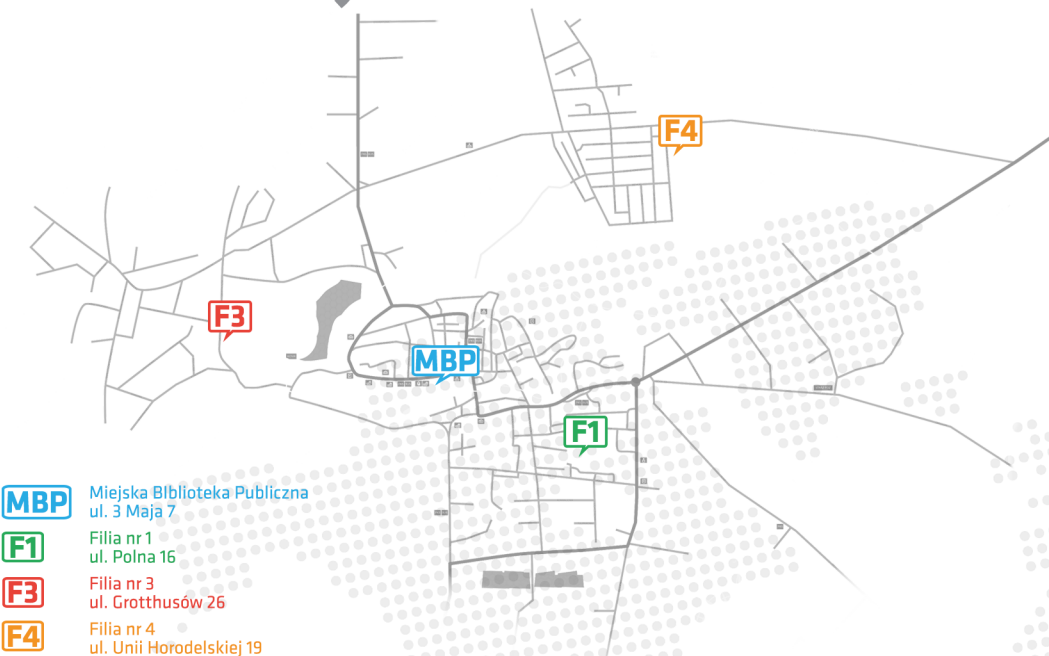 F4
F3
MBP
F1
MBP Miejska BIblioteka Publiczna
ul. 3 Maja 7
F1 Filia nr 1
ul. Polna 16
F3 Filia nr 3
ul. Grotthusów 26
F4 Filia nr 4
ul. Unii Horodelskiej 19